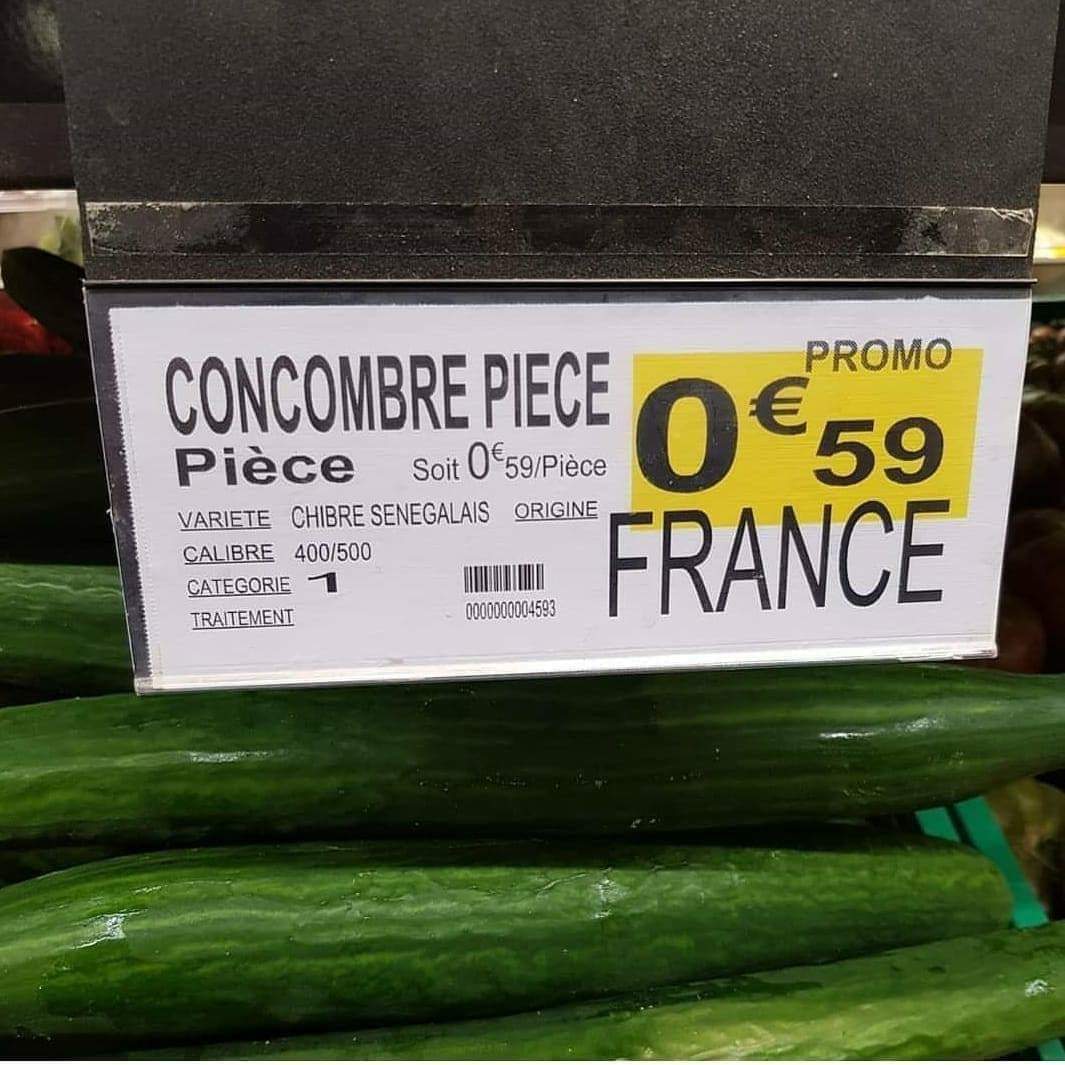 PROMO
CONCOMBRE PIECE
0€59
Pièce Soit 0€59/Pièce
VARIETE CHIBRE SENEGALAIS ORIGINE
FRANCE
CALIBRE 400/500
CATEGORIE 1
0000000004593
TRAITEMENT